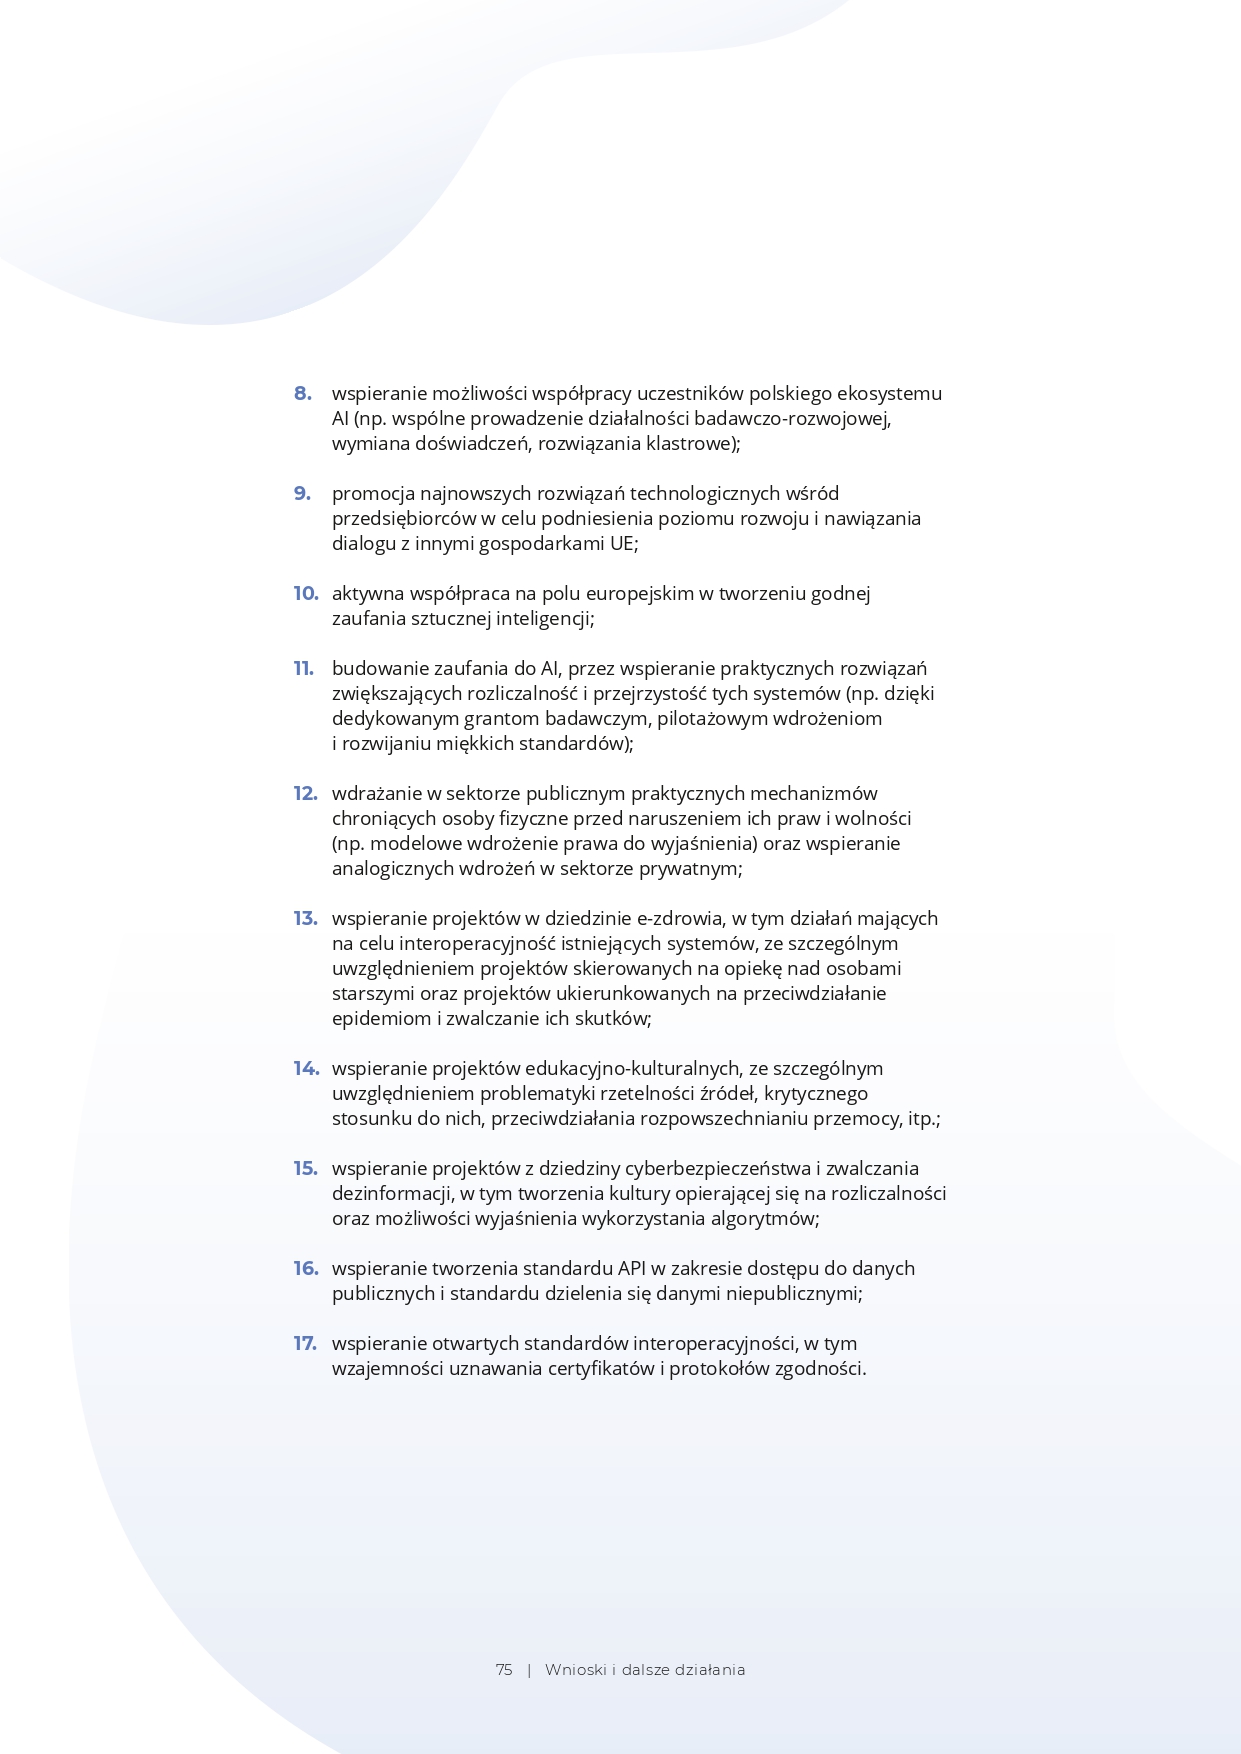 8. wspieranie możliwości współpracy uczestników polskiego ekosystemu
AI (np. wspólne prowadzenie działalności badawczo-rozwojowej,
wymiana doświadczeń, rozwiązania klastrowe);
9. promocja najnowszych rozwiązań technologicznych wśród
przedsiębiorców w celu podniesienia poziomu rozwoju i nawiązania
dialogu z innymi gospodarkami UE;
10. aktywna współpraca na polu europejskim w tworzeniu godnej
zaufania sztucznej inteligencji;
11. budowanie zaufania do AI, przez wspieranie praktycznych rozwiązań
zwiększających rozliczalność i przejrzystość tych systemów (np. dzięki
dedykowanym grantom badawczym, pilotażowym wdrożeniom
i rozwijaniu miękkich standardów);
12. wdrażanie w sektorze publicznym praktycznych mechanizmów
chroniących osoby fizyczne przed naruszeniem ich praw i wolności
(np. modelowe wdrożenie prawa do wyjaśnienia) oraz wspieranie
analogicznych wdrożeń w sektorze prywatnym;
13. wspieranie projektów w dziedzinie e-zdrowia, w tym działań mających
na celu interoperacyjność istniejących systemów, ze szczególnym
uwzględnieniem projektów skierowanych na opiekę nad osobami
starszymi oraz projektów ukierunkowanych na przeciwdziałanie
epidemiom i zwalczanie ich skutków;
14. wspieranie projektów edukacyjno-kulturalnych, ze szczególnym
uwzględnieniem problematyki rzetelności źródeł, krytycznego
stosunku do nich, przeciwdziałania rozpowszechnianiu przemocy, itp.;
15. wspieranie projektów z dziedziny cyberbezpieczeństwa i zwalczania
dezinformacji, w tym tworzenia kultury opierającej się na rozliczalności
oraz możliwości wyjaśnienia wykorzystania algorytmów;
16. wspieranie tworzenia standardu API w zakresie dostępu do danych
publicznych i standardu dzielenia się danymi niepublicznymi;
17. wspieranie otwartych standardów interoperacyjności, w tym
wzajemności uznawania certyfikatów i protokołów zgodności.
75 | Wnioski i dalsze działania